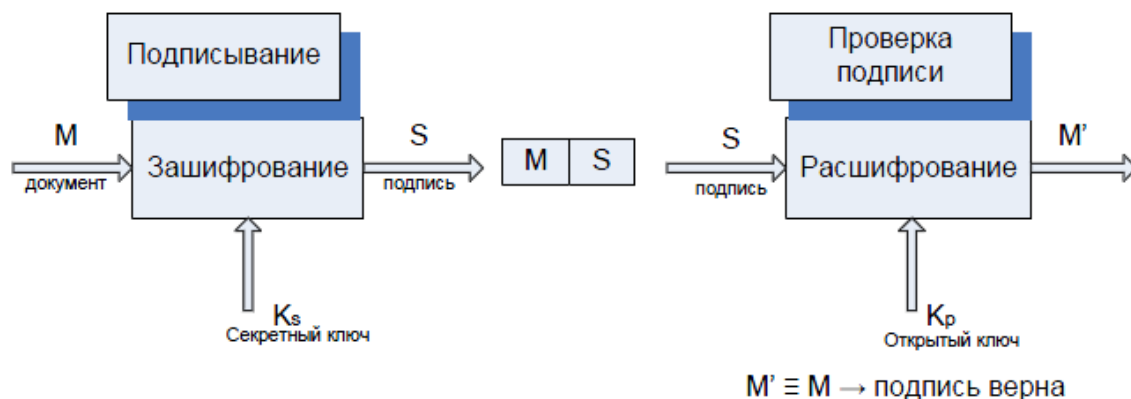 Подписывание
M
документ
Зашифрование
S
подпись
Ks
Секретный ключ
M S
Проверка
подписи
S
подпись
Расшифрование
M’
Kp
Открытый ключ
M’ ≡ M → подпись верна